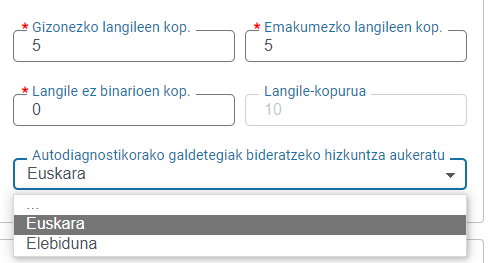 * Gizonezko langileen kop.
5
* Emakumezko langileen kop.
5
* Langile ez binarioen kop.
0
Langile-kopurua
10
Autodiagnostikorako galdetegiak bideratzeko hizkuntza aukeratu
Euskara
...
Euskara
Elebiduna